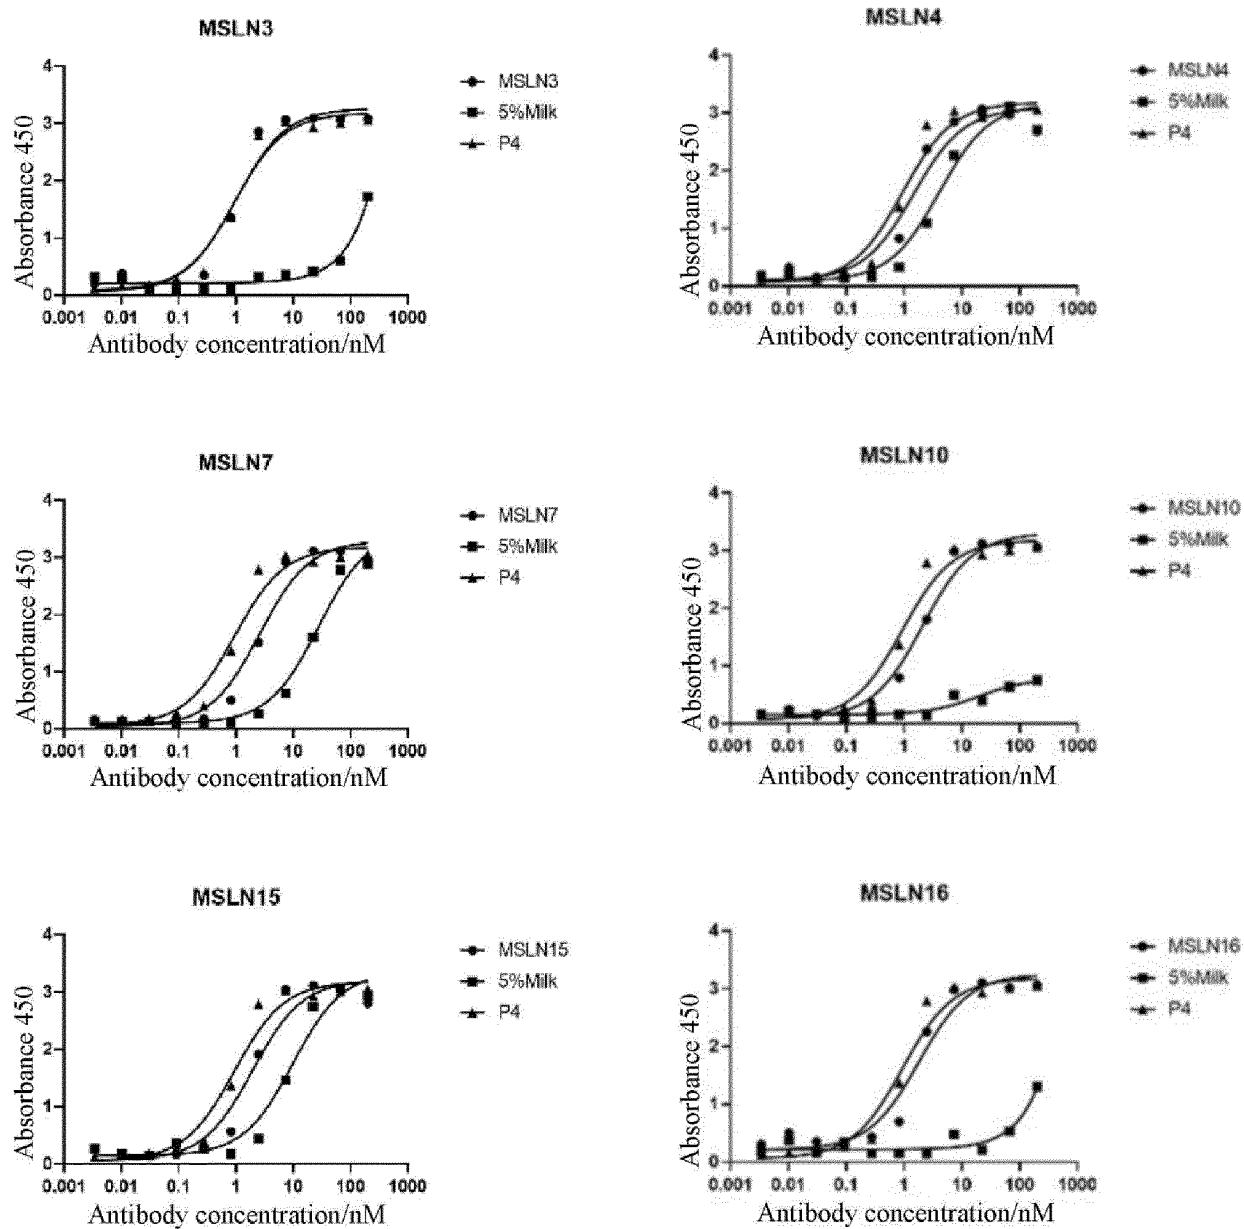 MSLN3
4
3
2
1
0
0.001 0.01 0.1 1 10 100 1000
Absorbance 450
Antibody concentration/nM
MSLN3
5%Milk
P4
MSLN4
4
3
2
1
0
0.001 0.01 0.1 1 10 100 1000
Absorbance 450
Antibody concentration/nM
MSLN4
5%Milk
P4
MSLN7
4
3
2
1
0
0.001 0.01 0.1 1 10 100 1000
Absorbance 450
Antibody concentration/nM
MSLN7
5%Milk
P4
MSLN10
4
3
2
1
0
0.001 0.01 0.1 1 10 100 1000
Absorbance 450
Antibody concentration/nM
MSLN10
5%Milk
P4
MSLN15
4
3
2
1
0
0.001 0.01 0.1 1 10 100 1000
Absorbance 450
Antibody concentration/nM
MSLN15
5%Milk
P4
MSLN16
4
3
2
1
0
0.001 0.01 0.1 1 10 100 1000
Absorbance 450
Antibody concentration/nM
MSLN16
5%Milk
P4